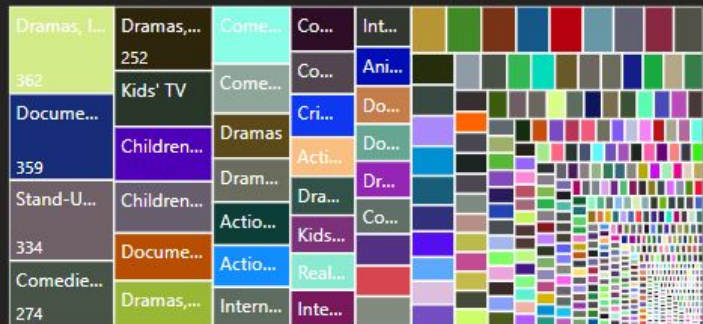 Dramas, I...
362
Docume...
359
Stand-U...
334
Comedie...
274
Dramas,...
252
Kids' TV
Children...
Children...
Docume...
Dramas,...
Come...
Come...
Dramas
Dram...
Actio...
Actio...
Intern...
Co...
Co...
Cri...
Acti...
Dra...
Kids...
Real...
Inte...
Int...
Ani...
Do...
Do...
Dr...
Co...